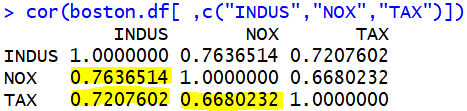 > cor(boston.df[ ,c("INDUS","NOX","TAX")])
INDUS NOX TAX
INDUS 1.0000000 0.7636514 0.7207602
NOX 0.7636514 1.0000000 0.6680232
TAX 0.7207602 0.6680232 1.0000000